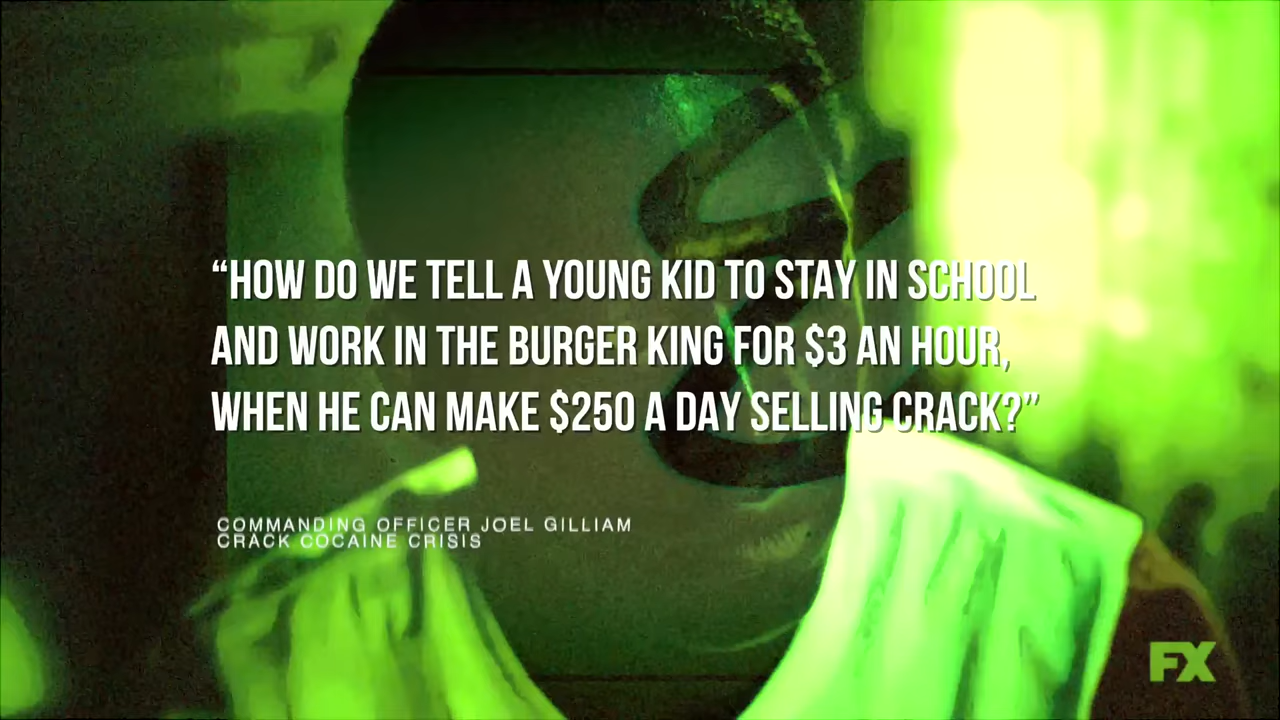 “HOW DO WE TELL A YOUNG KID TO STAY IN SCHOOL
AND WORK IN THE BURGER KING FOR $3 AN HOUR,
WHEN HE CAN MAKE $250 A DAY SELLING CRACK?”
COMMANDING OFFICER JOEL GILLIAM
CRACK COCAINE CRISIS
FX